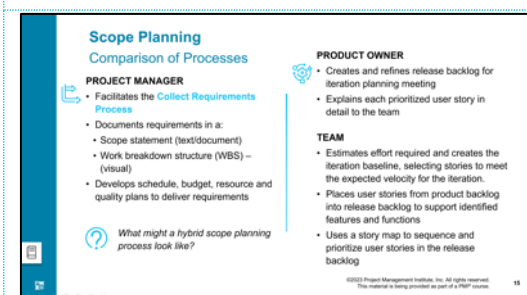 Scope Planning
Comparison of Processes
PROJECT MANAGER
• Facilitates the Collect Requirements
Process
• Documents requirements in a:
• Scope statement (text/document)
• Work breakdown structure (WBS) –
(visual)
• Develops schedule, budget, resource and
quality plans to deliver requirements
What might a hybrid scope planning
process look like?
PRODUCT OWNER
• Creates and refines release backlog for
iteration planning meeting
• Explains each prioritized user story in
detail to the team
TEAM
• Estimates effort required and creates the
iteration baseline, selecting stories to meet
the expected velocity for the iteration.
• Places user stories from product backlog
into release backlog to support identified
features and functions
• Uses a story map to sequence and
prioritize user stories in the release
backlog
©2023 Project Management Institute, Inc. All rights reserved.
This material is being provided as part of a PMP® course.
15